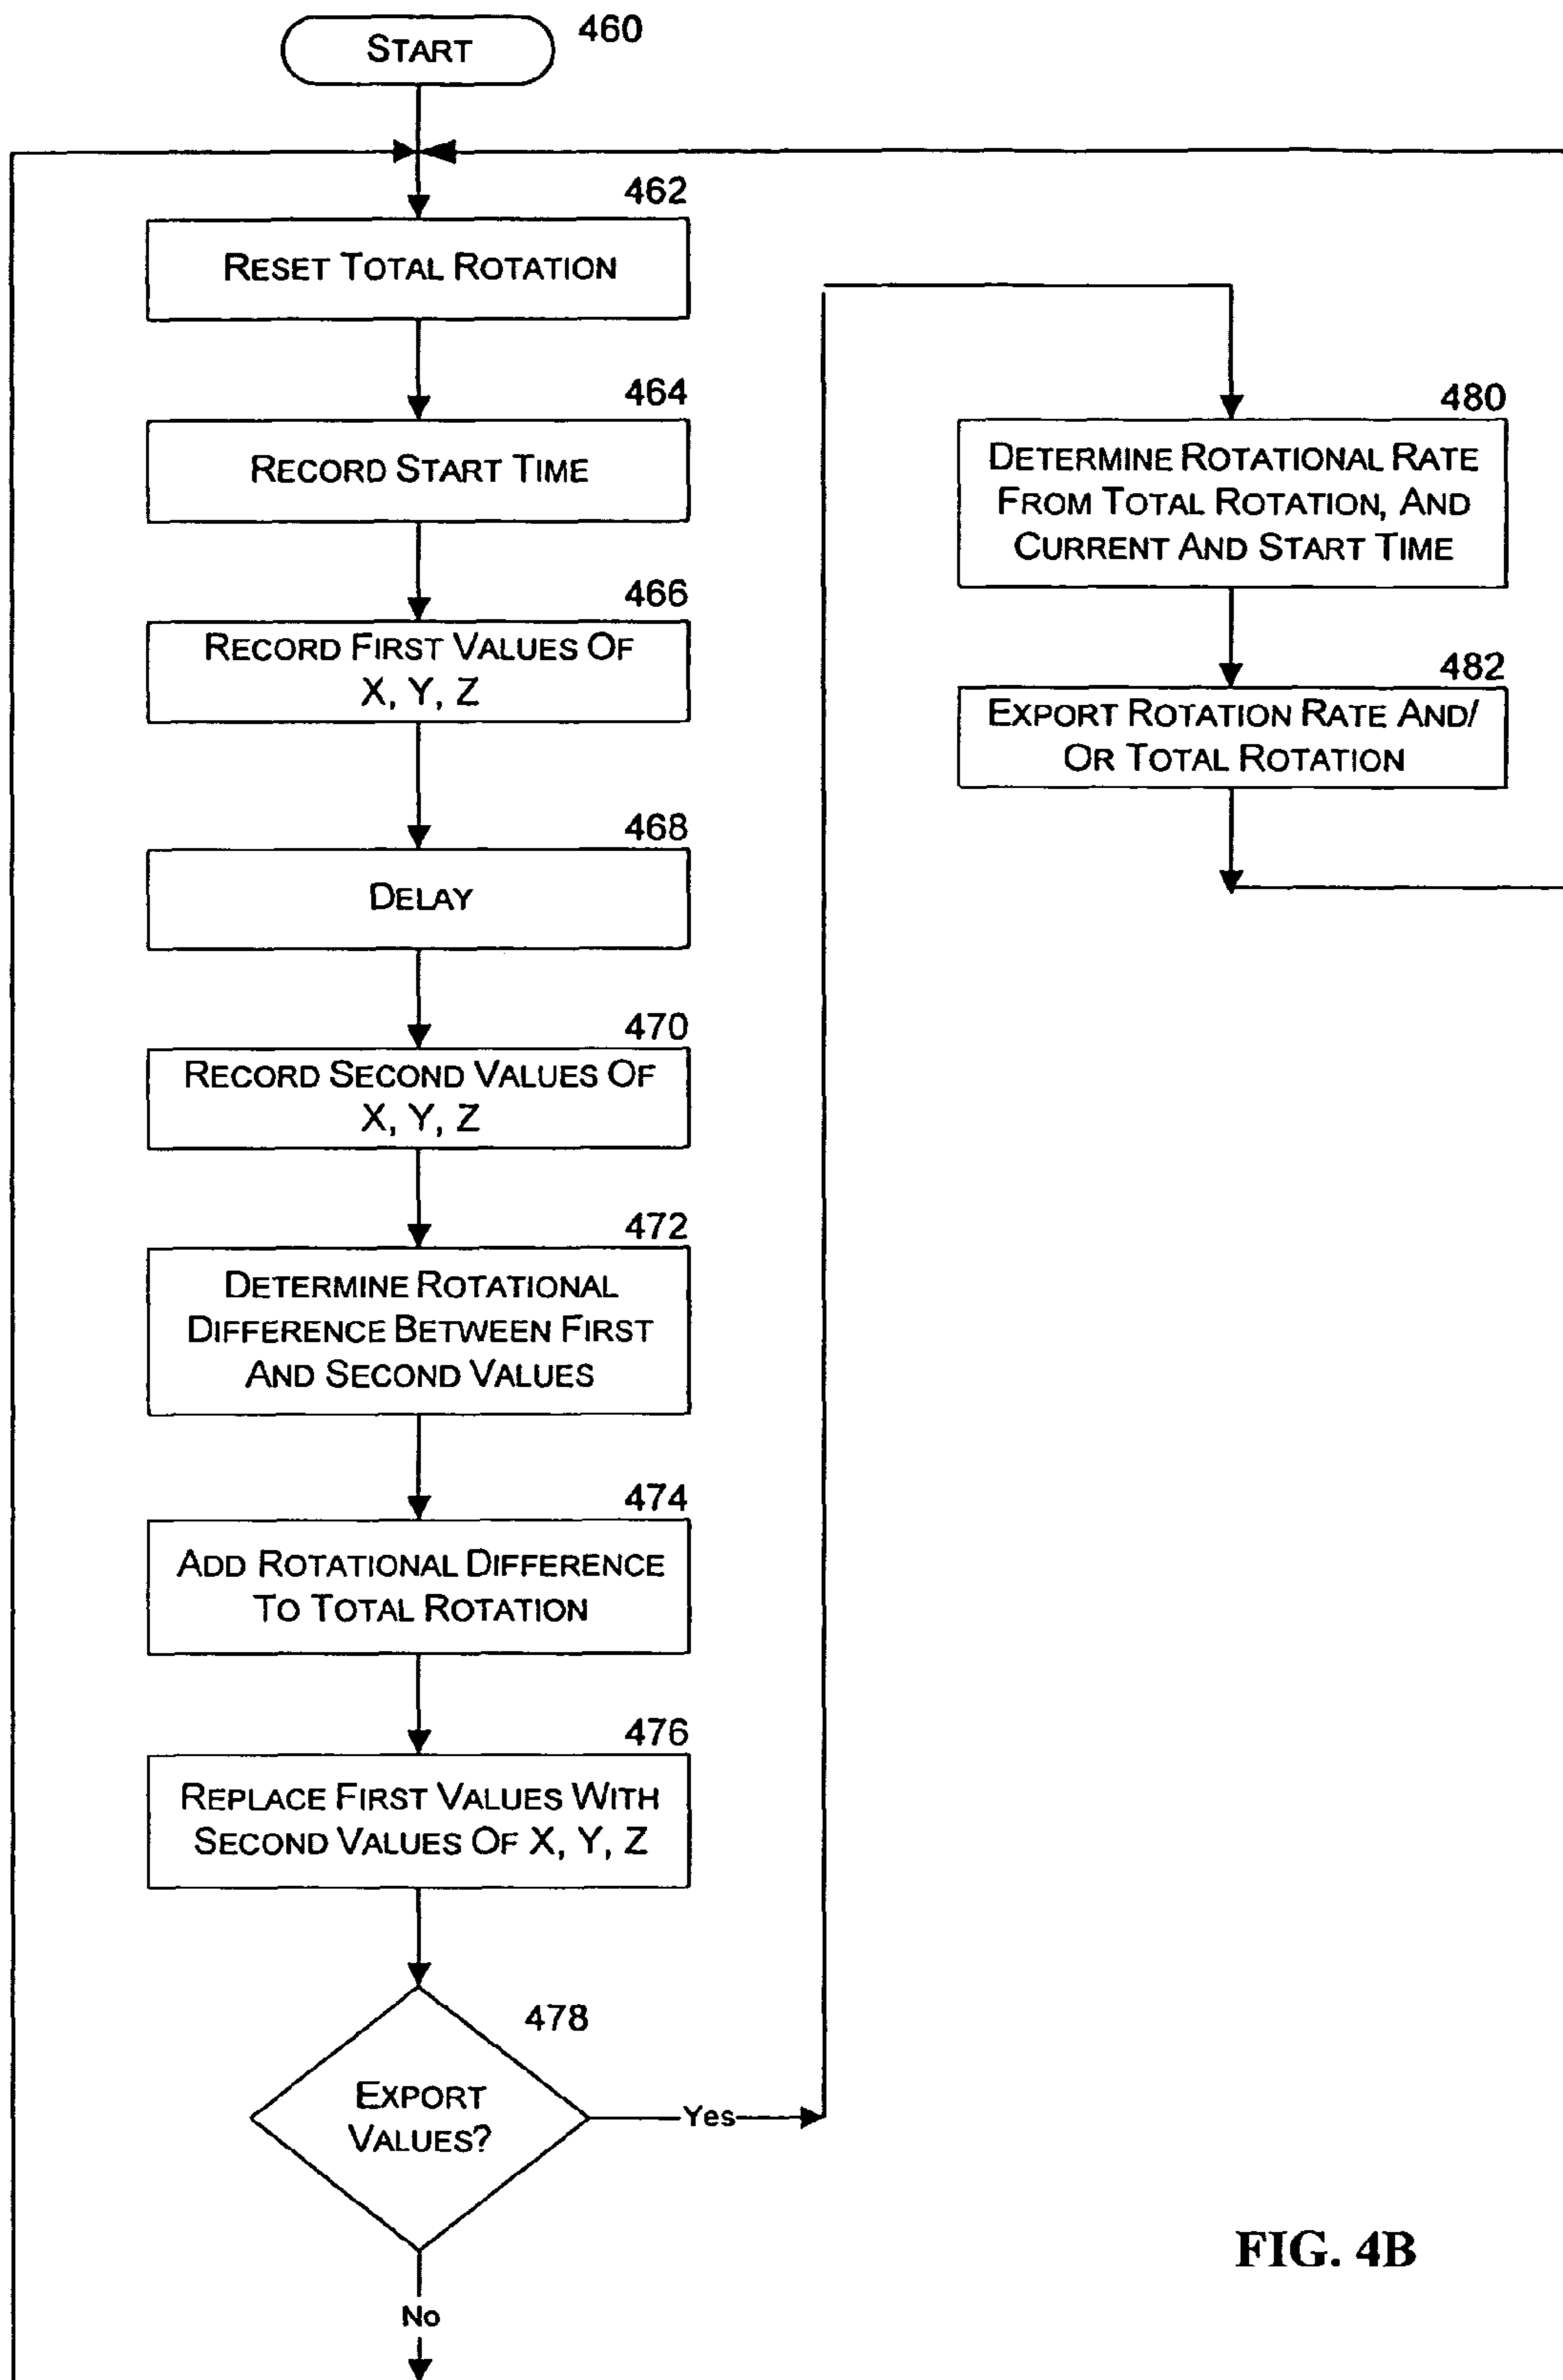 START
460
462
RESET TOTAL ROTATION
464
RECORD START TIME
466
RECORD FIRST VALUES OF
X, Y, Z
468
DELAY
470
RECORD SECOND VALUES OF
X, Y, Z
472
DETERMINE ROTATIONAL
DIFFERENCE BETWEEN FIRST
AND SECOND VALUES
474
ADD ROTATIONAL DIFFERENCE
TO TOTAL ROTATION
476
REPLACE FIRST VALUES WITH
SECOND VALUES OF X, Y, Z
478
EXPORT
VALUES?
Yes
No
480
DETERMINE ROTATIONAL RATE
FROM TOTAL ROTATION, AND
CURRENT AND START TIME
482
EXPORT ROTATION RATE AND/
OR TOTAL ROTATION
FIG. 4B